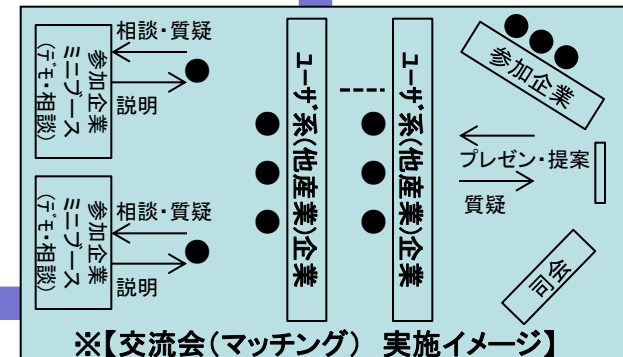 相談・質疑
参加企業
ミニブース
(デモ・相談)
説明
相談・質疑
参加企業
ミニブース
(デモ・相談)
説明
ユーザ系(他産業)企業
ユーザ系(他産業)企業
参加企業
プレゼン・提案
質疑
司会
※【交流会(マッチング) 実施イメージ】